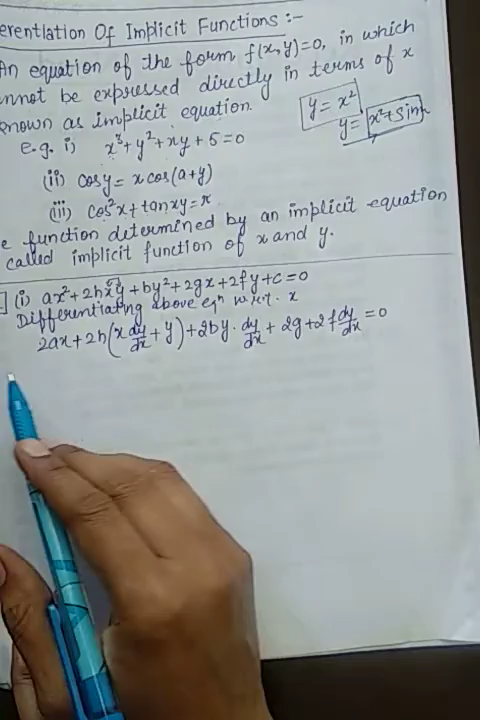 erentiation Of Implicit Functions :-
An equation of the form f(x,y)=0, in which
nnot be expressed directly in terms of x
nown as implicit equation.
y = x²
y = x²+sin
e.g. i) x³+y²+xy+5=0
(ii) cosy = x cos(a+y)
(iii) cos²x+tanxy=π
e function determined by an implicit equation
called implicit function of x and y.
] (i) ax²+2hxy+by²+2gx+2fy+c=0
Differentiating above eqn w.r.t. x
2ax+2h(x dy/dx + y)+2by. dy/dx + 2g+2f dy/dx = 0